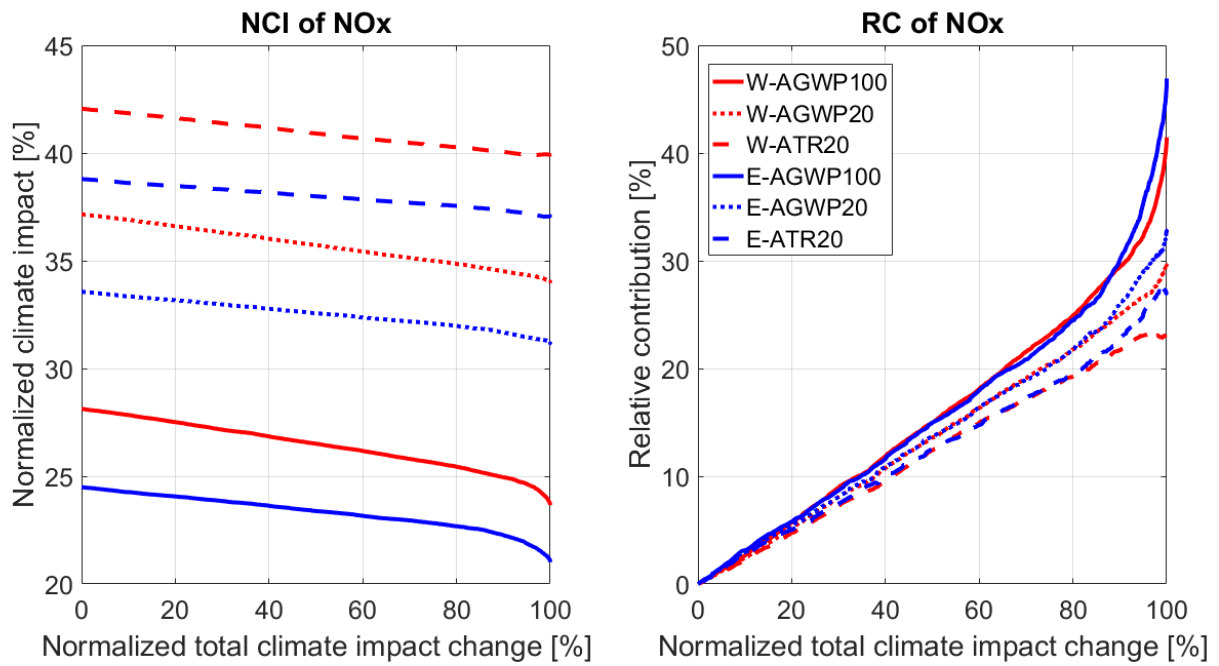 NCI of NOx
45
40
35
30
25
20
0
20
40
60
80
100
Normalized climate impact [%]
Normalized total climate impact change [%]
RC of NOx
50
40
30
20
10
0
0
20
40
60
80
100
Relative contribution [%]
Normalized total climate impact change [%]
W-AGWP100
W-AGWP20
W-ATR20
E-AGWP100
E-AGWP20
E-ATR20